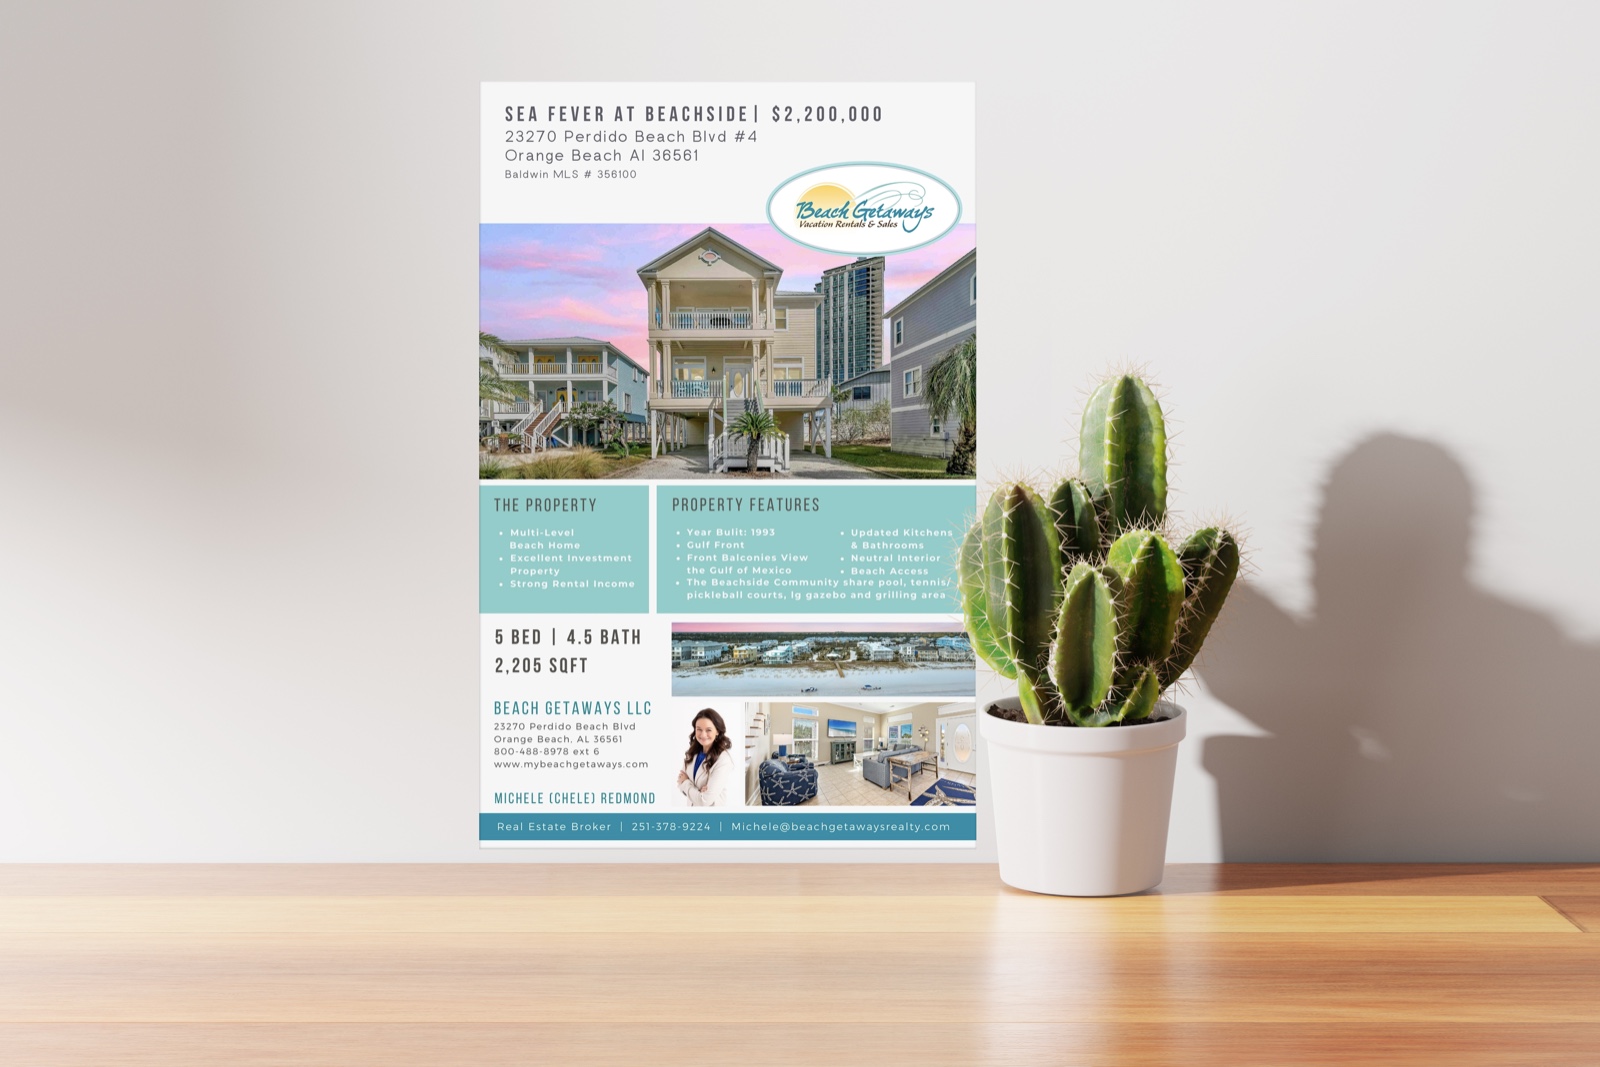 SEA FEVER AT BEACHSIDE| $2,200,000
23270 Perdido Beach Blvd #4
Orange Beach Al 36561
Baldwin MLS # 356100
Beach Getaways
Vacation Rentals & Sales
THE PROPERTY
• Multi-Level
Beach Home
• Excellent Investment
Property
• Strong Rental Income
PROPERTY FEATURES
• Year Bulit: 1993
• Gulf Front
• Front Balconies View
the Gulf of Mexico
• Updated Kitchens
& Bathrooms
• Neutral Interior
• Beach Access
• The Beachside Community share pool, tennis/
pickleball courts, lg gazebo and grilling area
5 BED | 4.5 BATH
2,205 SQFT
BEACH GETAWAYS LLC
23270 Perdido Beach Blvd
Orange Beach, AL 36561
800-488-8978 ext 6
www.mybeachgetaways.com
MICHELE (CHELE) REDMOND
Real Estate Broker | 251-378-9224 | Michele@beachgetawaysrealty.com